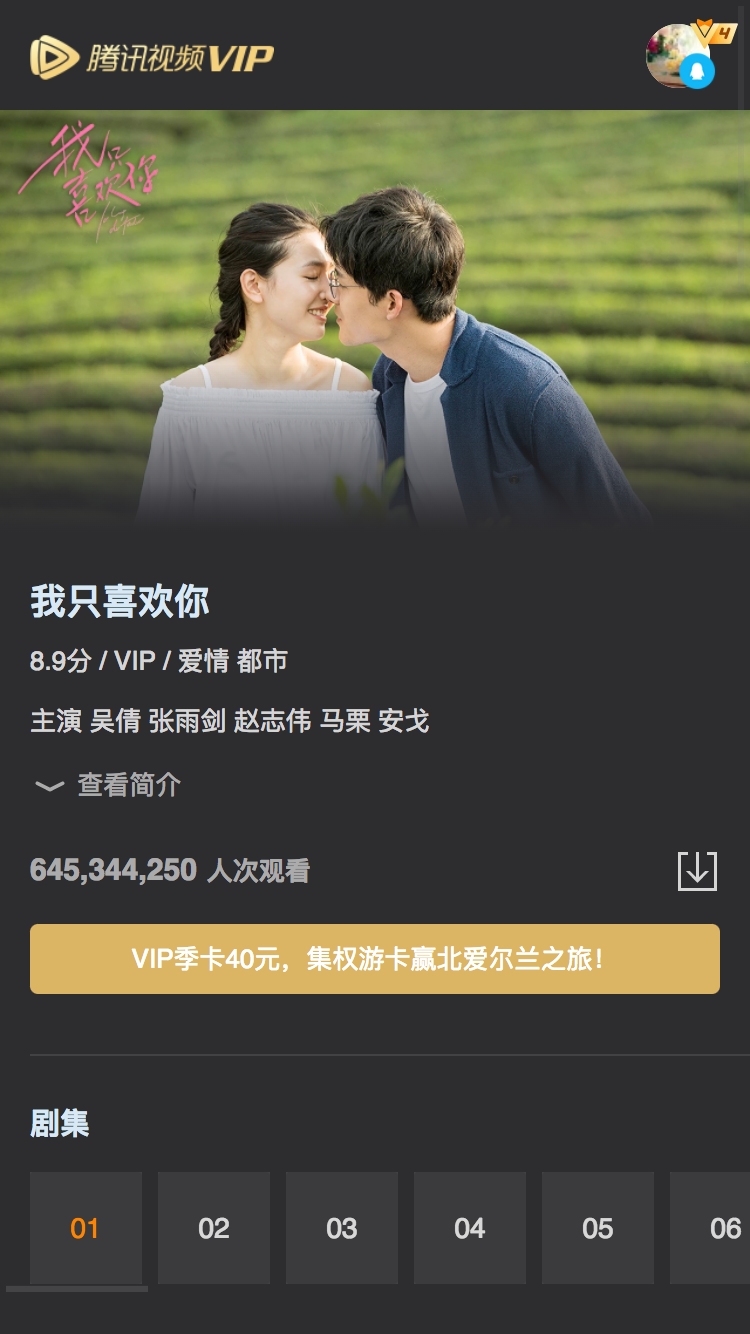 腾讯视频VIP
4
我只
喜欢你
我只喜欢你
8.9分 / VIP / 爱情 都市
主演 吴倩 张雨剑 赵志伟 马栗 安戈
查看简介
645,344,250 人次观看
VIP季卡40元，集权游卡赢北爱尔兰之旅！
剧集
01 02 03 04 05 06